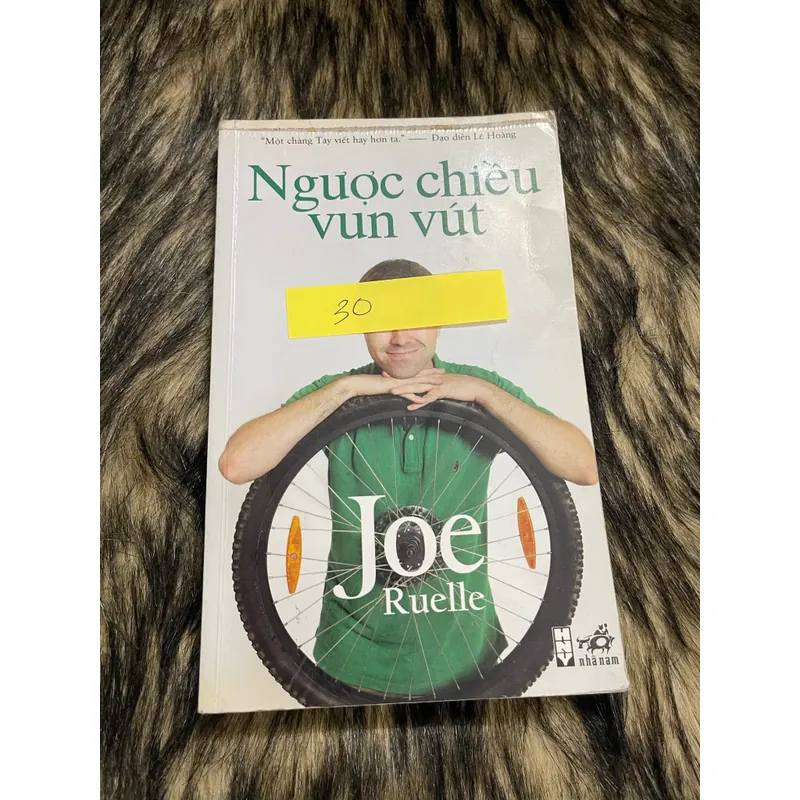 “Một chàng Tây viết hay hơn ta.” — Đạo diễn Lê Hoàng
Ngược chiều
vun vút
30
Joe
Ruelle
HAY
nhã nam